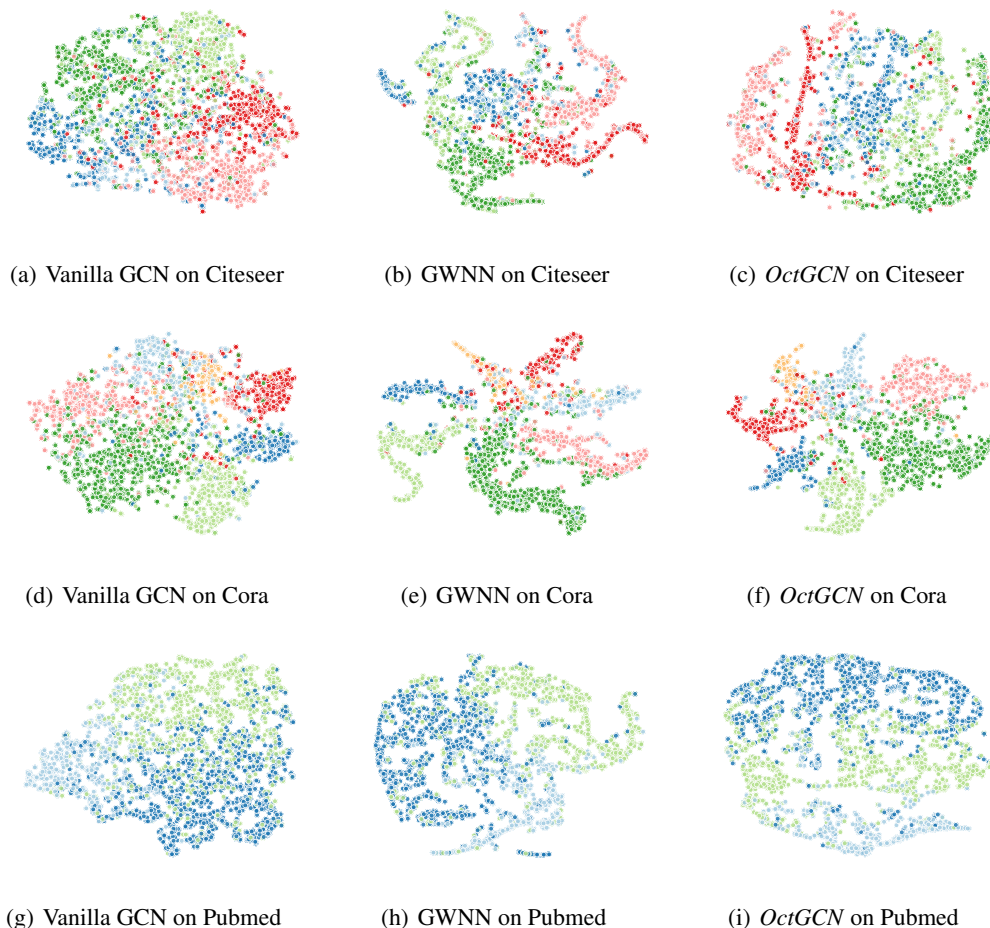 (a) Vanilla GCN on Citeseer
(b) GWNN on Citeseer
(c) OctGCN on Citeseer
(d) Vanilla GCN on Cora
(e) GWNN on Cora
(f) OctGCN on Cora
(g) Vanilla GCN on Pubmed
(h) GWNN on Pubmed
(i) OctGCN on Pubmed